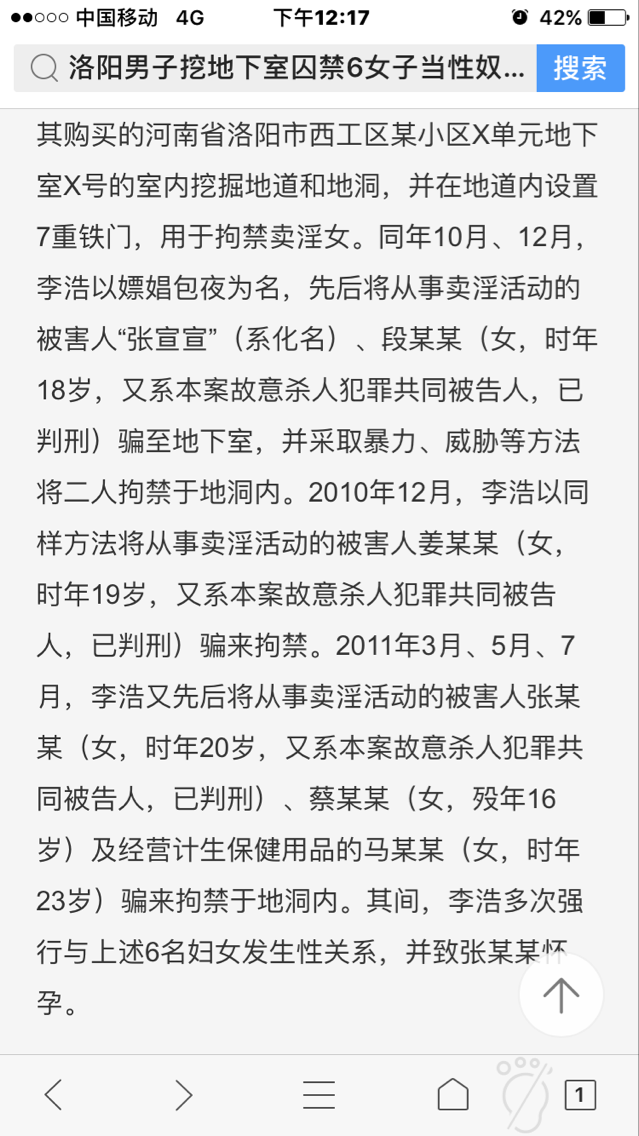 中国移动 4G 下午12:17 42%
洛阳男子挖地下室囚禁6女子当性奴... 搜索
其购买的河南省洛阳市西工区某小区X单元地下
室X号的室内挖掘地道和地洞，并在地道内设置
7重铁门，用于拘禁卖淫女。同年10月、12月，
李浩以嫖娼包夜为名，先后将从事卖淫活动的
被害人“张宣宣”（系化名）、段某某（女，时年
18岁，又系本案故意杀人犯罪共同被告人，已
判刑）骗至地下室，并采取暴力、威胁等方法
将二人拘禁于地洞内。2010年12月，李浩以同
样方法将从事卖淫活动的被害人姜某某（女，
时年19岁，又系本案故意杀人犯罪共同被告
人，已判刑）骗来拘禁。2011年3月、5月、7
月，李浩又先后将从事卖淫活动的被害人张某
某（女，时年20岁，又系本案故意杀人犯罪共
同被告人，已判刑）、蔡某某（女，殁年16
岁）及经营计生保健用品的马某某（女，时年
23岁）骗来拘禁于地洞内。其间，李浩多次强
行与上述6名妇女发生性关系，并致张某某怀
孕。
1